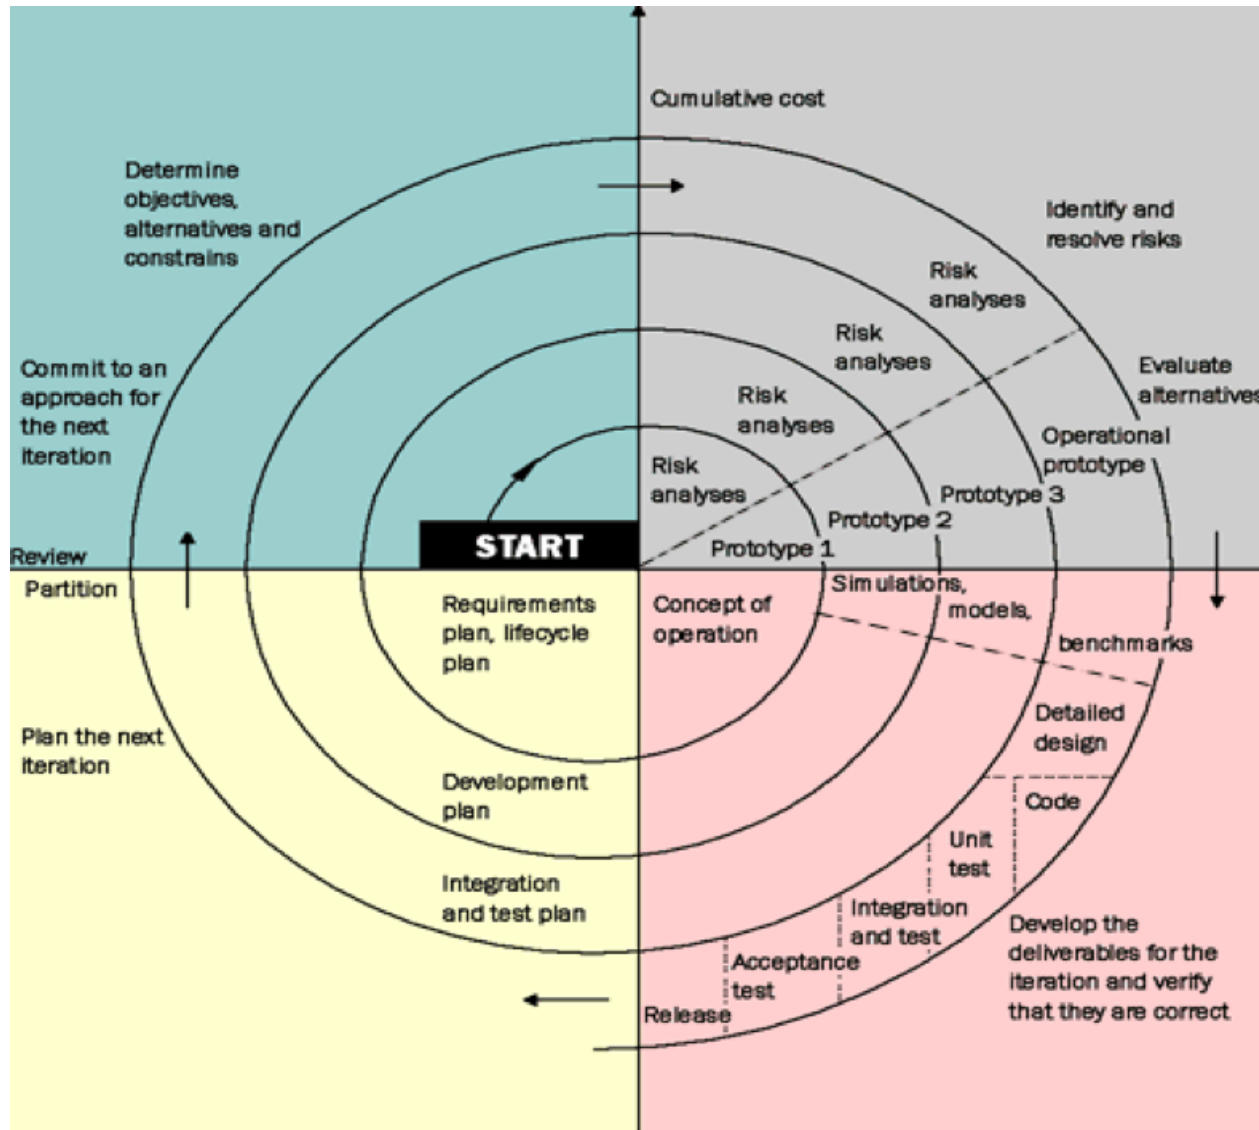 Cumulative cost
Determine
objectives,
alternatives and
constrains
Identify and
resolve risks
Risk
analyses
Risk
analyses
Risk
analyses
Risk
analyses
Evaluate
alternatives
Commit to an
approach for
the next
iteration
Operational
prototype
Prototype 3
Prototype 2
Prototype 1
START
Review
Partition
Requirements
plan, lifecycle
plan
Concept of
operation
Simulations,
models,
benchmarks
Plan the next
iteration
Detailed
design
Development
plan
Code
Unit
test
Integration
and test plan
Integration
and test
Develop the
deliverables for the
iteration and verify
that they are correct
Acceptance
test
Release